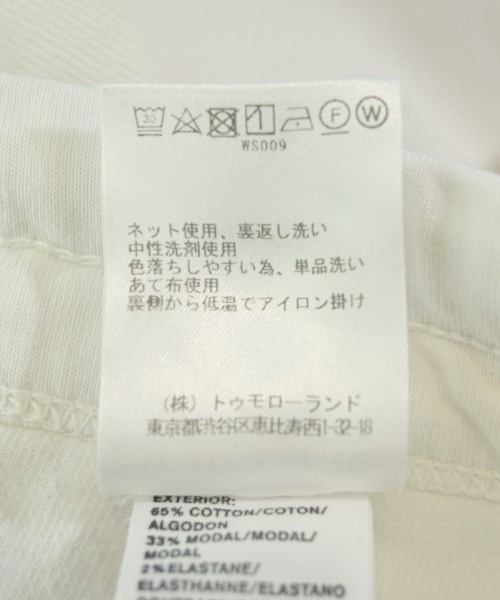 30 F W
WS009
ネット使用、裏返し洗い
中性洗剤使用
色落ちしやすい為、単品洗い
あて布使用
裏側から低温でアイロン掛け
(株) トゥモローランド
東京都渋谷区恵比寿西1-32-18
EXTERIOR:
65% COTTON/COTON/
ALGODON
33% MODAL/MODAL/
MODAL
2% ELASTANE/
ELASTHANNE/ELASTANO